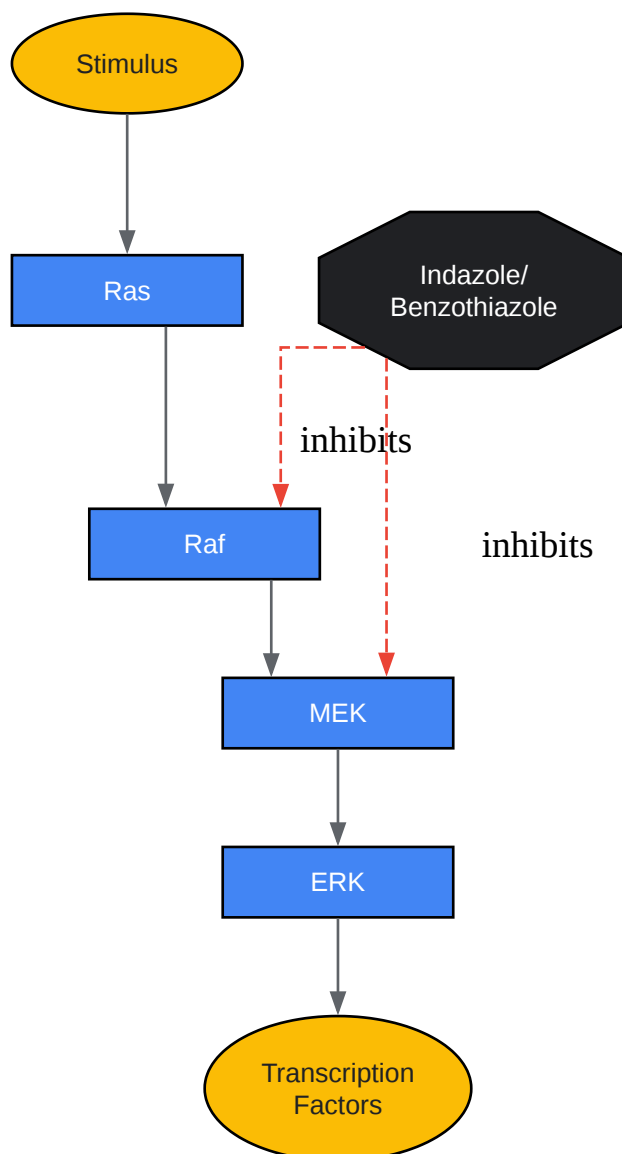 Stimulus
Ras
Indazole/
Benzothiazole
inhibits
Raf
inhibits
MEK
ERK
Transcription
Factors